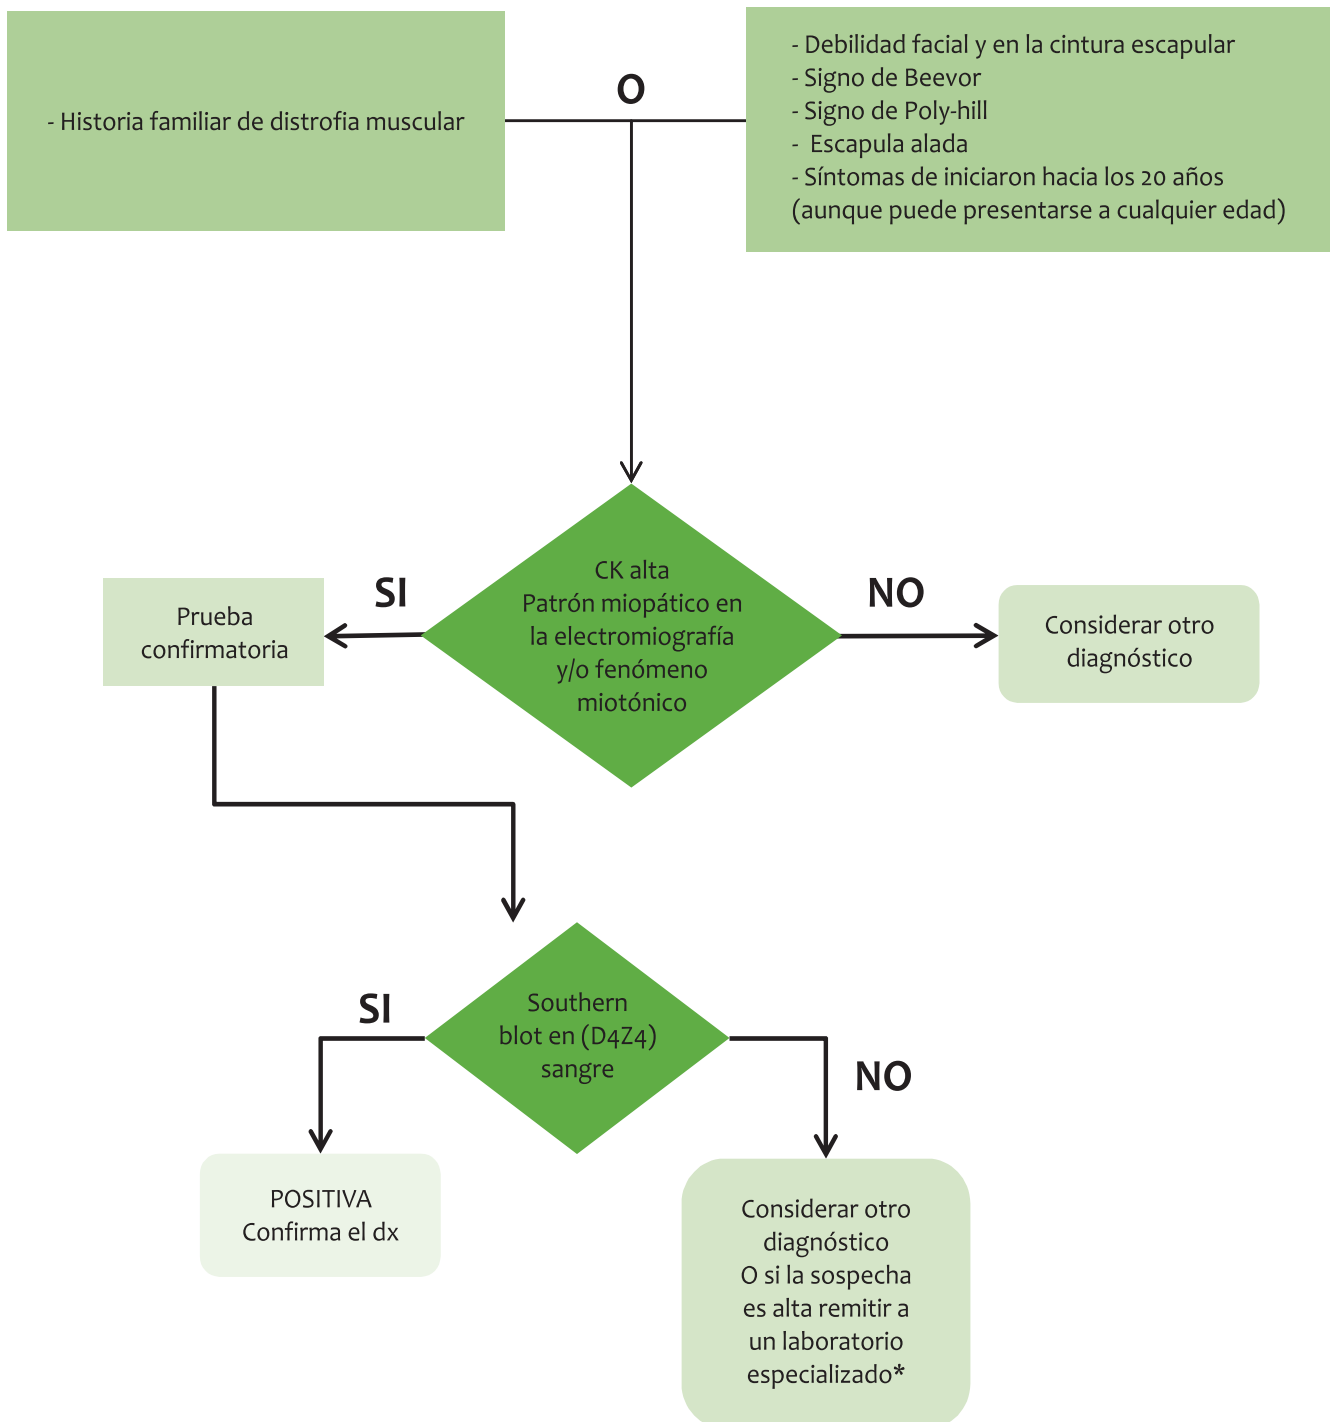 - Historia familiar de distrofia muscular
O
- Debilidad facial y en la cintura escapular
- Signo de Beevor
- Signo de Poly-hill
- Escapula alada
- Síntomas de iniciaron hacia los 20 años
(aunque puede presentarse a cualquier edad)
CK alta
Patrón miopático en
la electromiografía
y/o fenómeno
miotónico
SI
NO
Prueba
confirmatoria
Considerar otro
diagnóstico
Southern
blot en (D4Z4)
sangre
SI
NO
POSITIVA
Confirma el dx
Considerar otro
diagnóstico
O si la sospecha
es alta remitir a
un laboratorio
especializado*